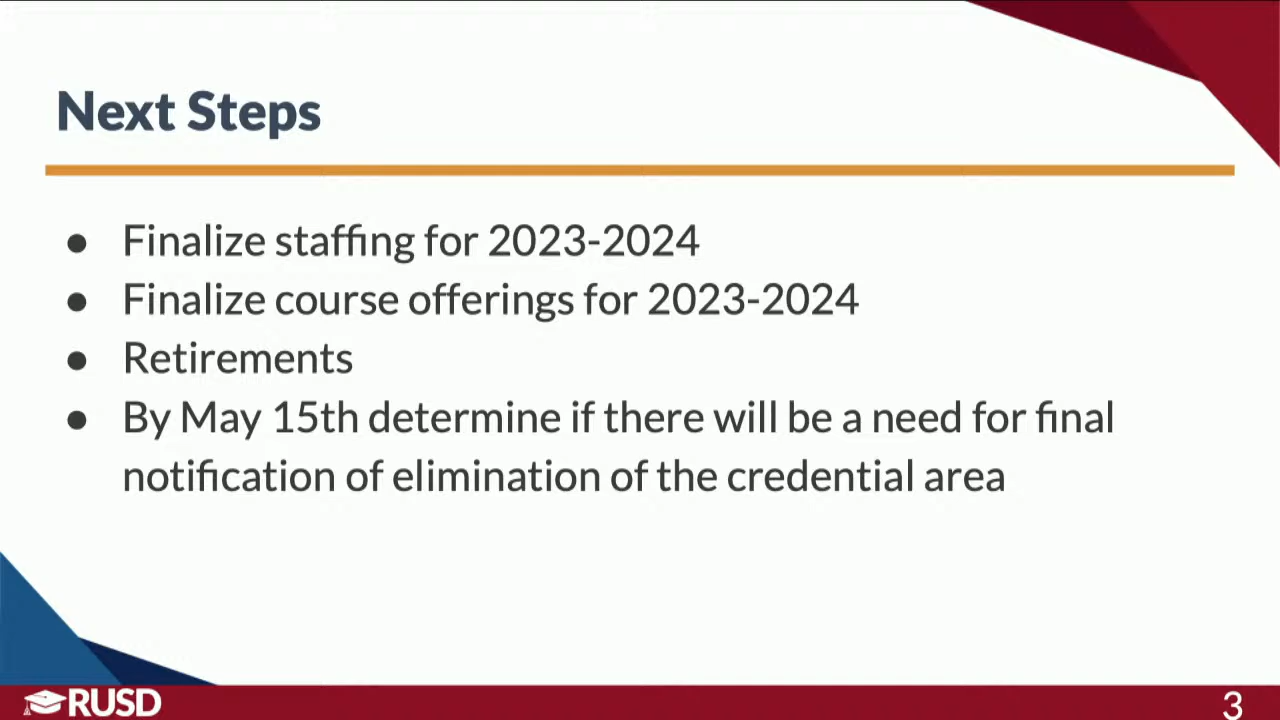 Next Steps
● Finalize staffing for 2023-2024
● Finalize course offerings for 2023-2024
● Retirements
● By May 15th determine if there will be a need for final
notification of elimination of the credential area
RUSD
3